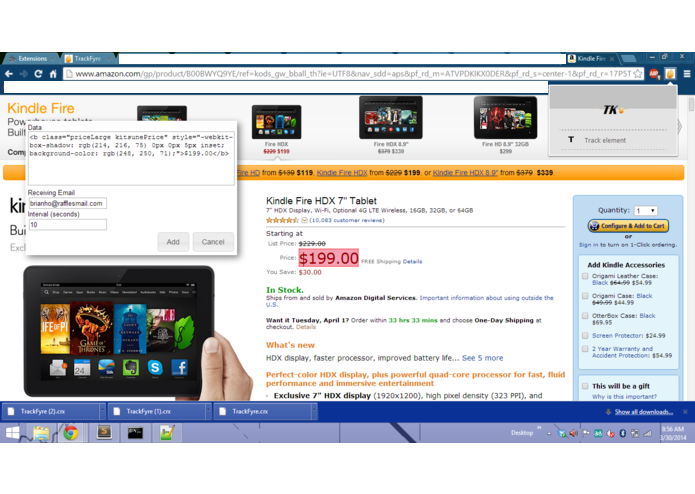 Extensions
TrackFyre
Kindle Fire
www.amazon.com/gp/product/B00BWYQ9YE/ref=kods_gw_bball_th?ie=UTF8&nav_sdd=aps&pf_rd_m=ATVPDKIKX0DER&pf_rd_s=center-1&pf_rd_r=17P5T
Kindle Fire
TK
Track element
Data
<b class="priceLarge kitsunePrice" style="-webkit-
box-shadow: rgb(214, 216, 75) 0px 0px 5px inset;
background-color: rgb(248, 250, 71);">$199.00</b>
Receiving Email
brianho@rafflesmail.com
Interval (seconds)
10
Add
Cancel
Fire HDX
$229 $199
Fire HDX 8.9"
$379 $339
Fire HD 8.9" 32GB
$299
Fire HD from $139 $119, Kindle Fire HDX from $229 $199, or Kindle Fire HDX 8.9" from $379 $339.
Kindle Fire HDX 7" Tablet
7" HDX Display, Wi-Fi, Optional 4G LTE Wireless, 16GB, 32GB, or 64GB
(10,083 customer reviews)
Starting at
List Price: $229.00
Price: $199.00 FREE Shipping Details
You Save: $30.00
In Stock.
Ships from and sold by Amazon Digital Services. Important information about using outside the
U.S.
Want it Tuesday, April 1? Order within 33 hrs 33 mins and choose One-Day Shipping at
checkout. Details
What's new
HDX display, faster processor, improved battery life... See 5 more
Perfect-color HDX display, plus powerful quad-core processor for fast, fluid
performance and immersive entertainment
Exclusive 7" HDX display (1920x1200), high pixel density (323 PPI), and
Quantity: 1
Configure & Add to Cart
or
Sign in to turn on 1-Click ordering.
Add Kindle Accessories
Origami Leather Case:
Black $64.99 $54.99
Origami Case: Black
$49.99 $44.99
OtterBox Case: Black
$69.95
Screen Protector: $24.99
2 Year Warranty and
Accident Protection: $54.99
This will be a gift
Why is this important?
GAME OF
THRONES
24
TrackFyre (2).crx
TrackFyre (1).crx
TrackFyre.crx
Show all downloads...
Desktop
8:56 AM
3/30/2014